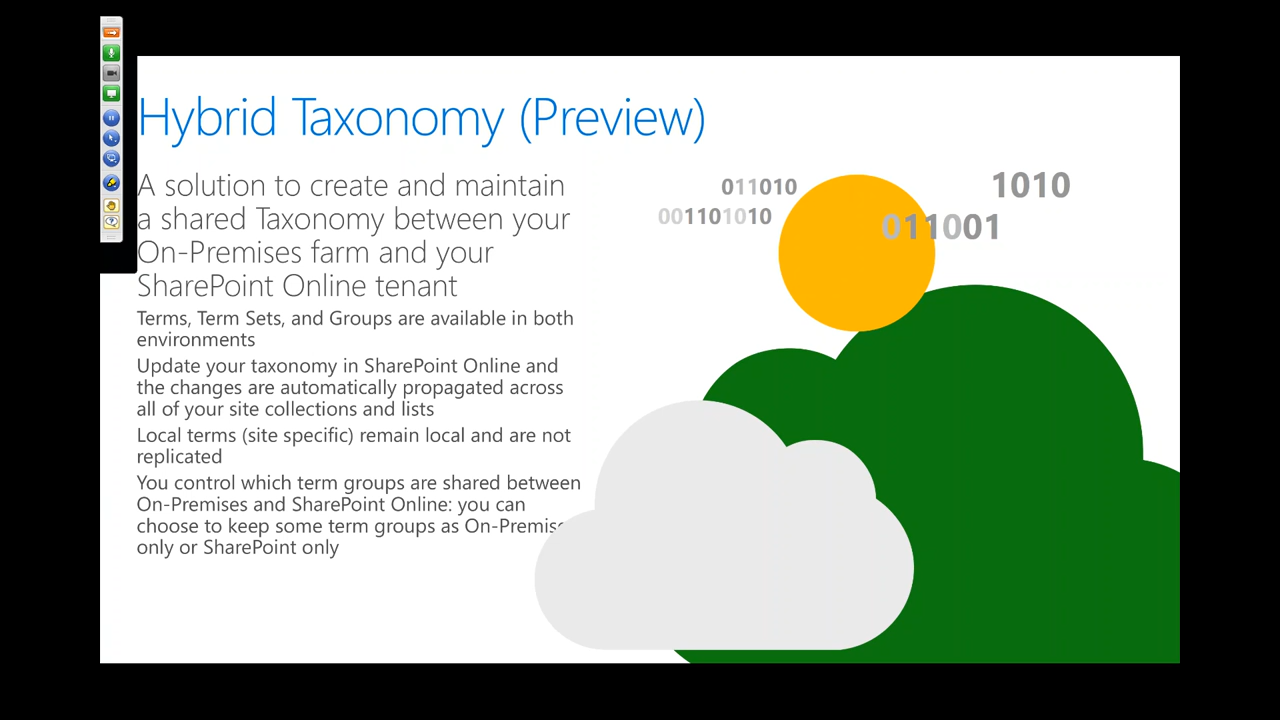 Hybrid Taxonomy (Preview)
A solution to create and maintain
a shared Taxonomy between your
On-Premises farm and your
SharePoint Online tenant
Terms, Term Sets, and Groups are available in both
environments
Update your taxonomy in SharePoint Online and
the changes are automatically propagated across
all of your site collections and lists
Local terms (site specific) remain local and are not
replicated
You control which term groups are shared between
On-Premises and SharePoint Online: you can
choose to keep some term groups as On-Premis
only or SharePoint only
011010
001101010
1010
011001